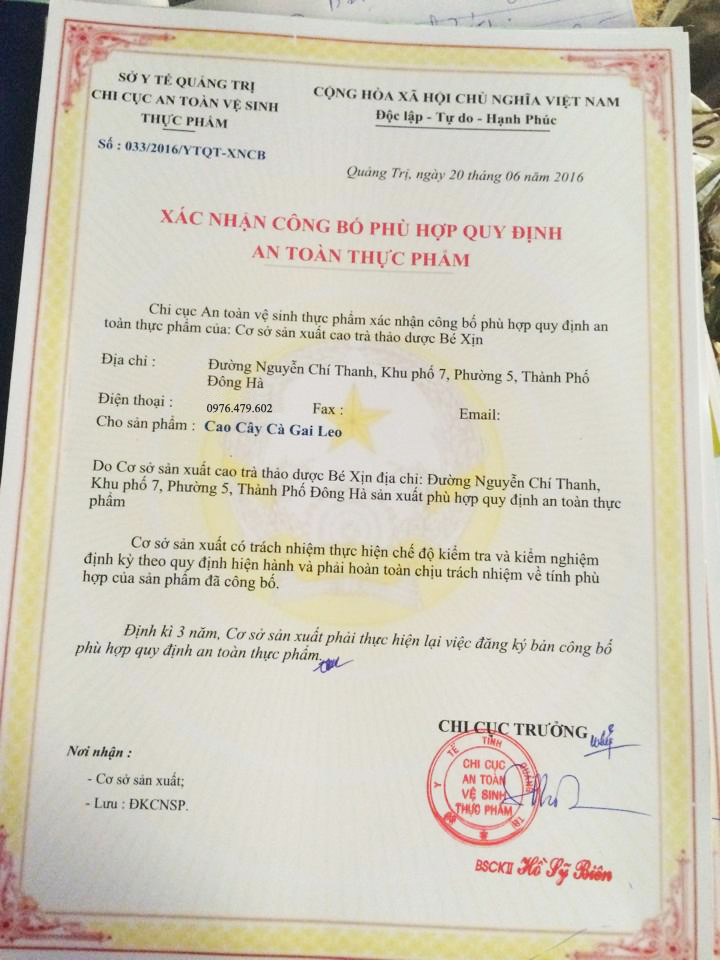 SỞ Y TẾ QUẢNG TRỊ
CHI CỤC AN TOÀN VỆ SINH
THỰC PHẨM
Số : 033/2016/YTQT-XNCB
CỘNG HÒA XÃ HỘI CHỦ NGHĨA VIỆT NAM
Độc lập - Tự do - Hạnh Phúc
Quảng Trị, ngày 20 tháng 06 năm 2016
XÁC NHẬN CÔNG BỐ PHÙ HỢP QUY ĐỊNH
AN TOÀN THỰC PHẨM
Chi cục An toàn vệ sinh thực phẩm xác nhận công bố phù hợp quy định an
toàn thực phẩm của: Cơ sở sản xuất cao trà thảo dược Bé Xịn
Địa chỉ : Đường Nguyễn Chí Thanh, Khu phố 7, Phường 5, Thành Phố
Đông Hà
Điện thoại : 0976.479.602 Fax : Email:
Cho sản phẩm : Cao Cây Cà Gai Leo
Do Cơ sở sản xuất cao trà thảo dược Bé Xịn địa chỉ: Đường Nguyễn Chí Thanh,
Khu phố 7, Phường 5, Thành Phố Đông Hà sản xuất phù hợp quy định an toàn thực
phẩm
Cơ sở sản xuất có trách nhiệm thực hiện chế độ kiểm tra và kiểm nghiệm
định kỳ theo quy định hiện hành và phải hoàn toàn chịu trách nhiệm về tính phù
hợp của sản phẩm đã công bố.
Định kì 3 năm, Cơ sở sản xuất phải thực hiện lại việc đăng ký bản công bố
phù hợp quy định an toàn thực phẩm.
Nơi nhận :
- Cơ sở sản xuất;
- Lưu : ĐKCNSP.
CHI CỤC TRƯỞNG
Y TẾ TỈNH QUẢNG TRỊ
CHI CỤC
AN TOÀN
VỆ SINH
THỰC PHẨM
BSCKII Hồ Sỹ Biên